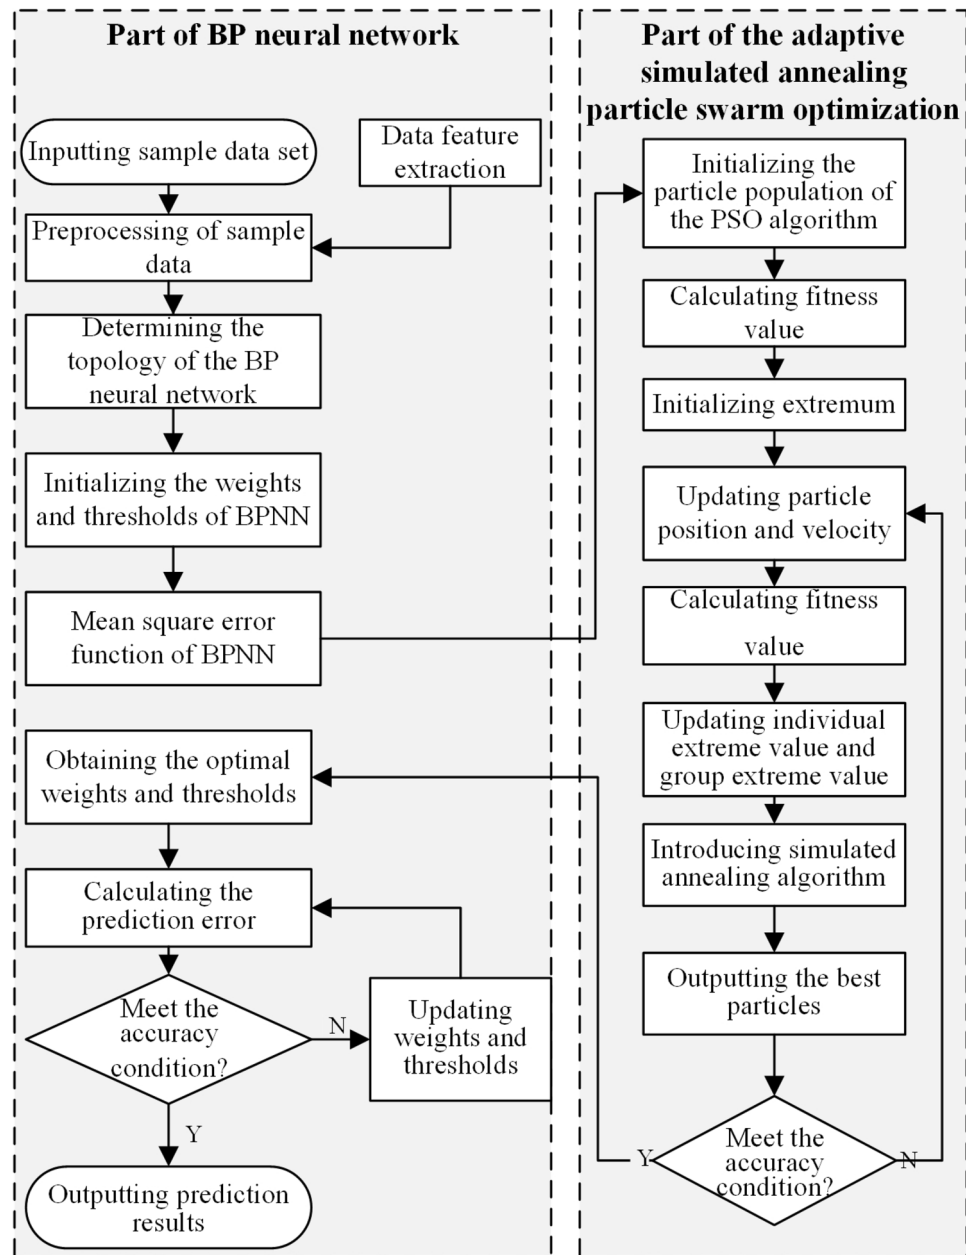 Part of BP neural network
Inputting sample data set
Data feature
extraction
Preprocessing of sample
data
Determining the
topology of the BP
neural network
Initializing the weights
and thresholds of BPNN
Mean square error
function of BPNN
Obtaining the optimal
weights and thresholds
Calculating the
prediction error
Meet the
accuracy
condition?
N
Updating
weights and
thresholds
Y
Outputting prediction
results
Part of the adaptive
simulated annealing
particle swarm optimization
Initializing the
particle population of
the PSO algorithm
Calculating fitness
value
Initializing extremum
Updating particle
position and velocity
Calculating fitness
value
Updating individual
extreme value and
group extreme value
Introducing simulated
annealing algorithm
Outputting the best
particles
Meet the
accuracy
condition?
Y
N